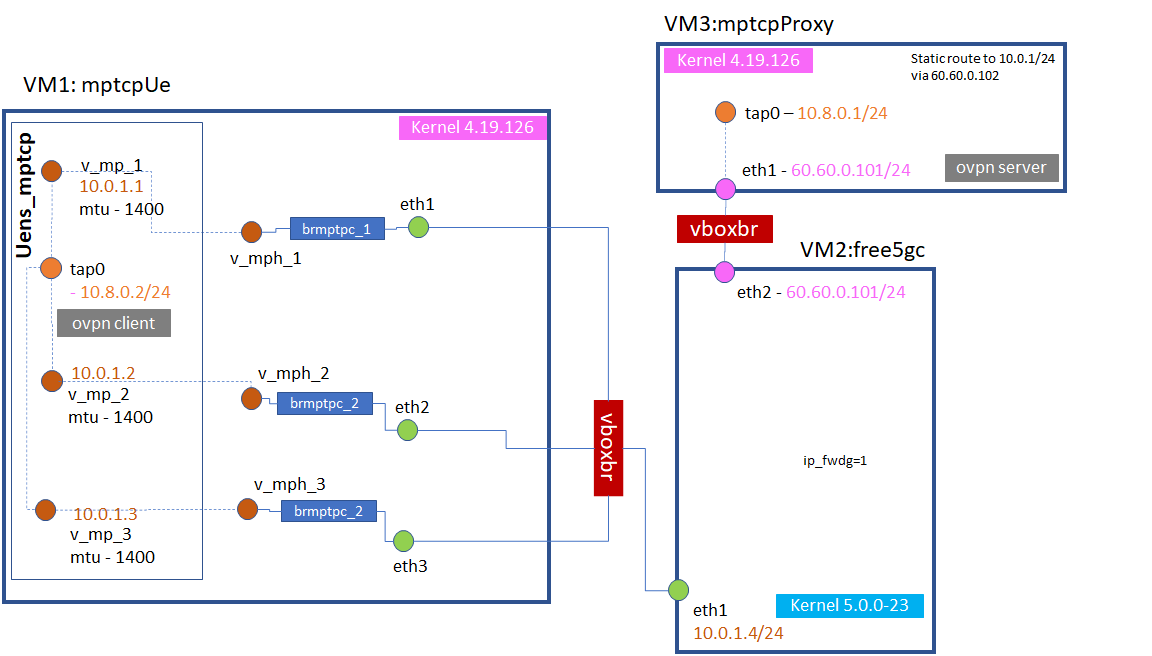 VM3:mptcpProxy
Kernel 4.19.126
Static route to 10.0.1/24
via 60.60.0.102
tap0 – 10.8.0.1/24
eth1 - 60.60.0.101/24
ovpn server
vboxbr
VM1: mptcpUe
Kernel 4.19.126
Uens_mptcp
v_mp_1
10.0.1.1
mtu - 1400
v_mph_1
brmptpc_1
eth1
tap0
- 10.8.0.2/24
ovpn client
10.0.1.2
v_mp_2
mtu - 1400
v_mph_2
brmptpc_2
eth2
10.0.1.3
v_mp_3
mtu - 1400
v_mph_3
brmptpc_2
eth3
vboxbr
VM2:free5gc
eth2 - 60.60.0.101/24
ip_fwdg=1
Kernel 5.0.0-23
eth1
10.0.1.4/24